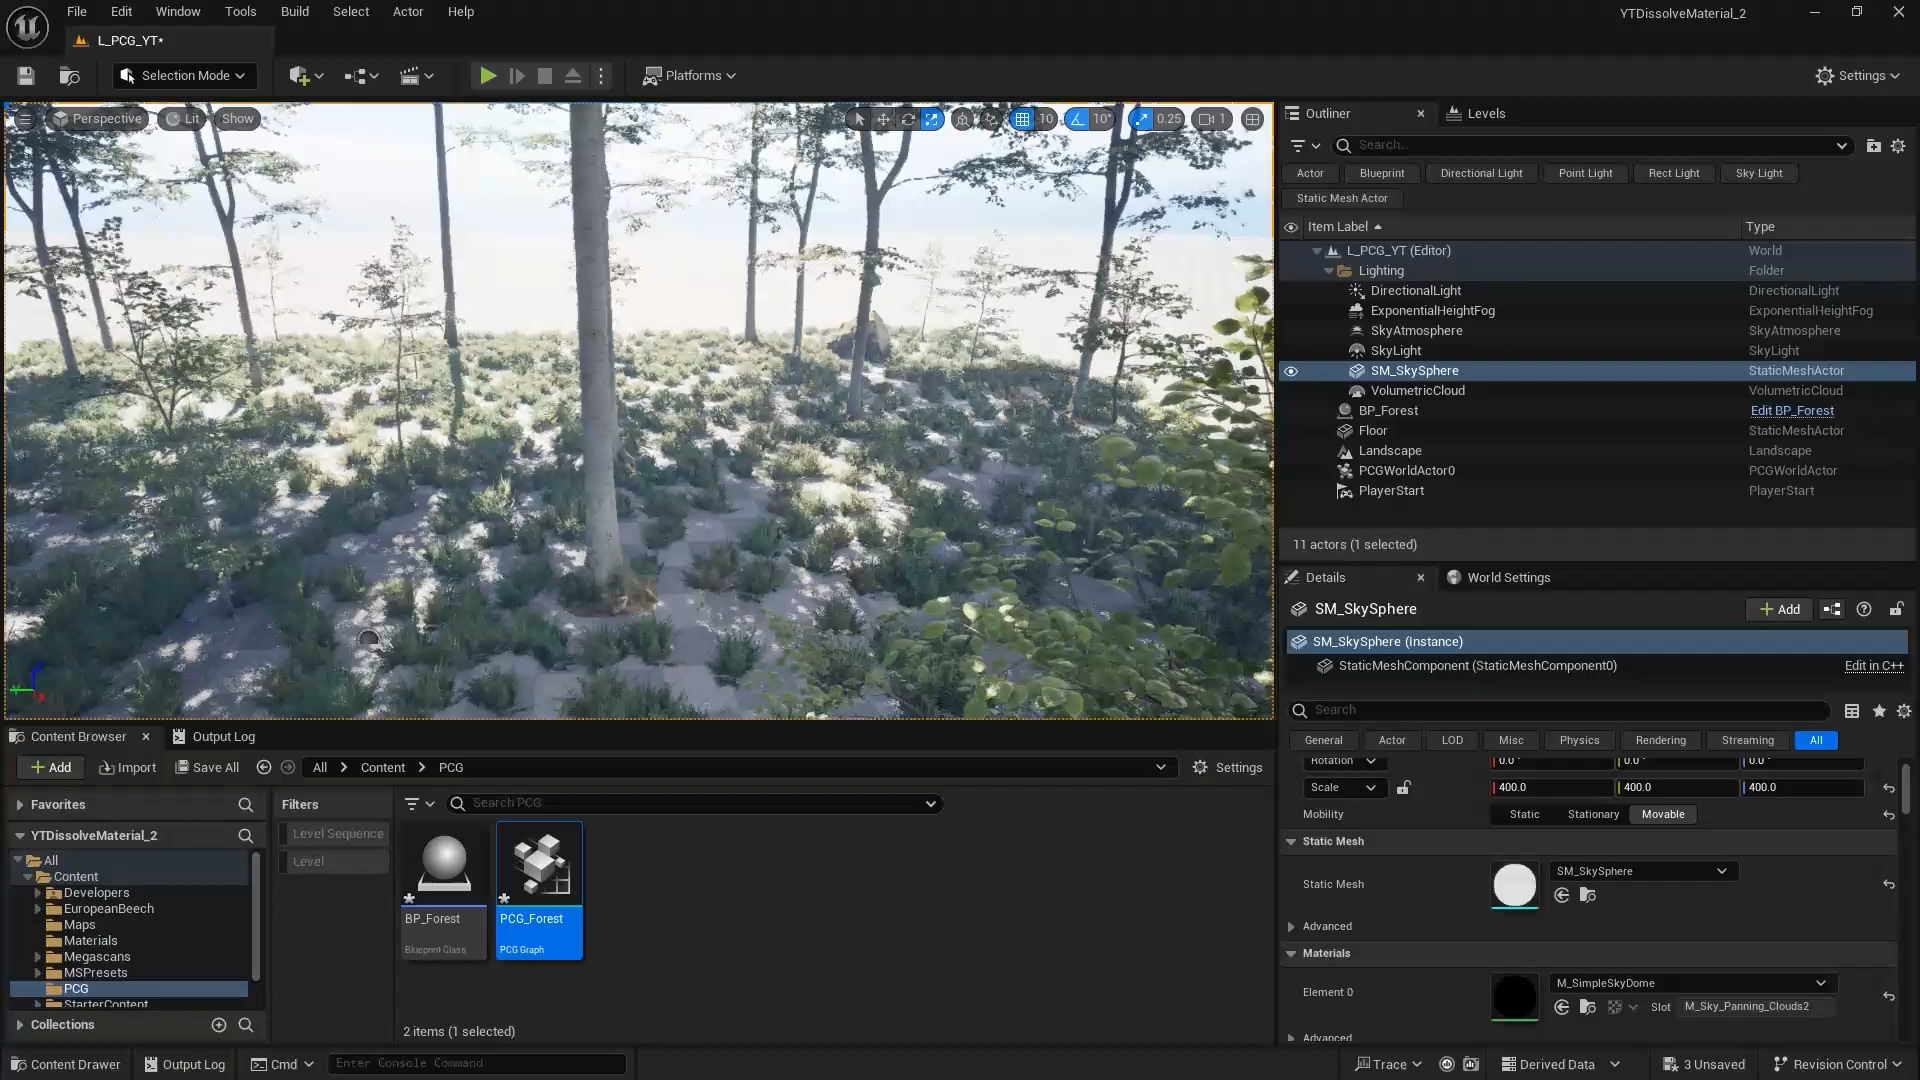 File Edit Window Tools Build Select Actor Help
YTDissolveMaterial_2
L_PCG_YT*
Selection Mode
Platforms
Settings
Perspective Lit Show
10 10° 0.25 1
Outliner
Levels
Search...
Actor Blueprint Directional Light Point Light Rect Light Sky Light
Static Mesh Actor
Item Label Type
L_PCG_YT (Editor) World
Lighting Folder
DirectionalLight DirectionalLight
ExponentialHeightFog ExponentialHeightFog
SkyAtmosphere SkyAtmosphere
SkyLight SkyLight
SM_SkySphere StaticMeshActor
VolumetricCloud VolumetricCloud
BP_Forest Edit BP_Forest
Floor StaticMeshActor
Landscape Landscape
PCGWorldActor0 PCGWorldActor
PlayerStart PlayerStart
11 actors (1 selected)
Details
World Settings
SM_SkySphere
Add
SM_SkySphere (Instance)
StaticMeshComponent (StaticMeshComponent0) Edit in C++
Search
General Actor LOD Misc Physics Rendering Streaming All
Rotation 0.0° 0.0° 0.0°
Scale 400.0 400.0 400.0
Mobility Static Stationary Movable
Static Mesh
Static Mesh SM_SkySphere
Advanced
Materials
Element 0 M_SimpleSkyDome
Slot M_Sky_Panning_Clouds2
Advanced
Content Browser
Output Log
Add Import Save All All Content PCG Settings
Favorites
YTDissolveMaterial_2
All
Content
Developers
EuropeanBeech
Maps
Materials
Megascans
MSPresets
PCG
StarterContent
Collections
Filters
Level Sequence
Level
Search PCG
BP_Forest
Blueprint Class
PCG_Forest
PCG Graph
2 items (1 selected)
Content Drawer Output Log Cmd Enter Console Command
Trace Derived Data 3 Unsaved Revision Control